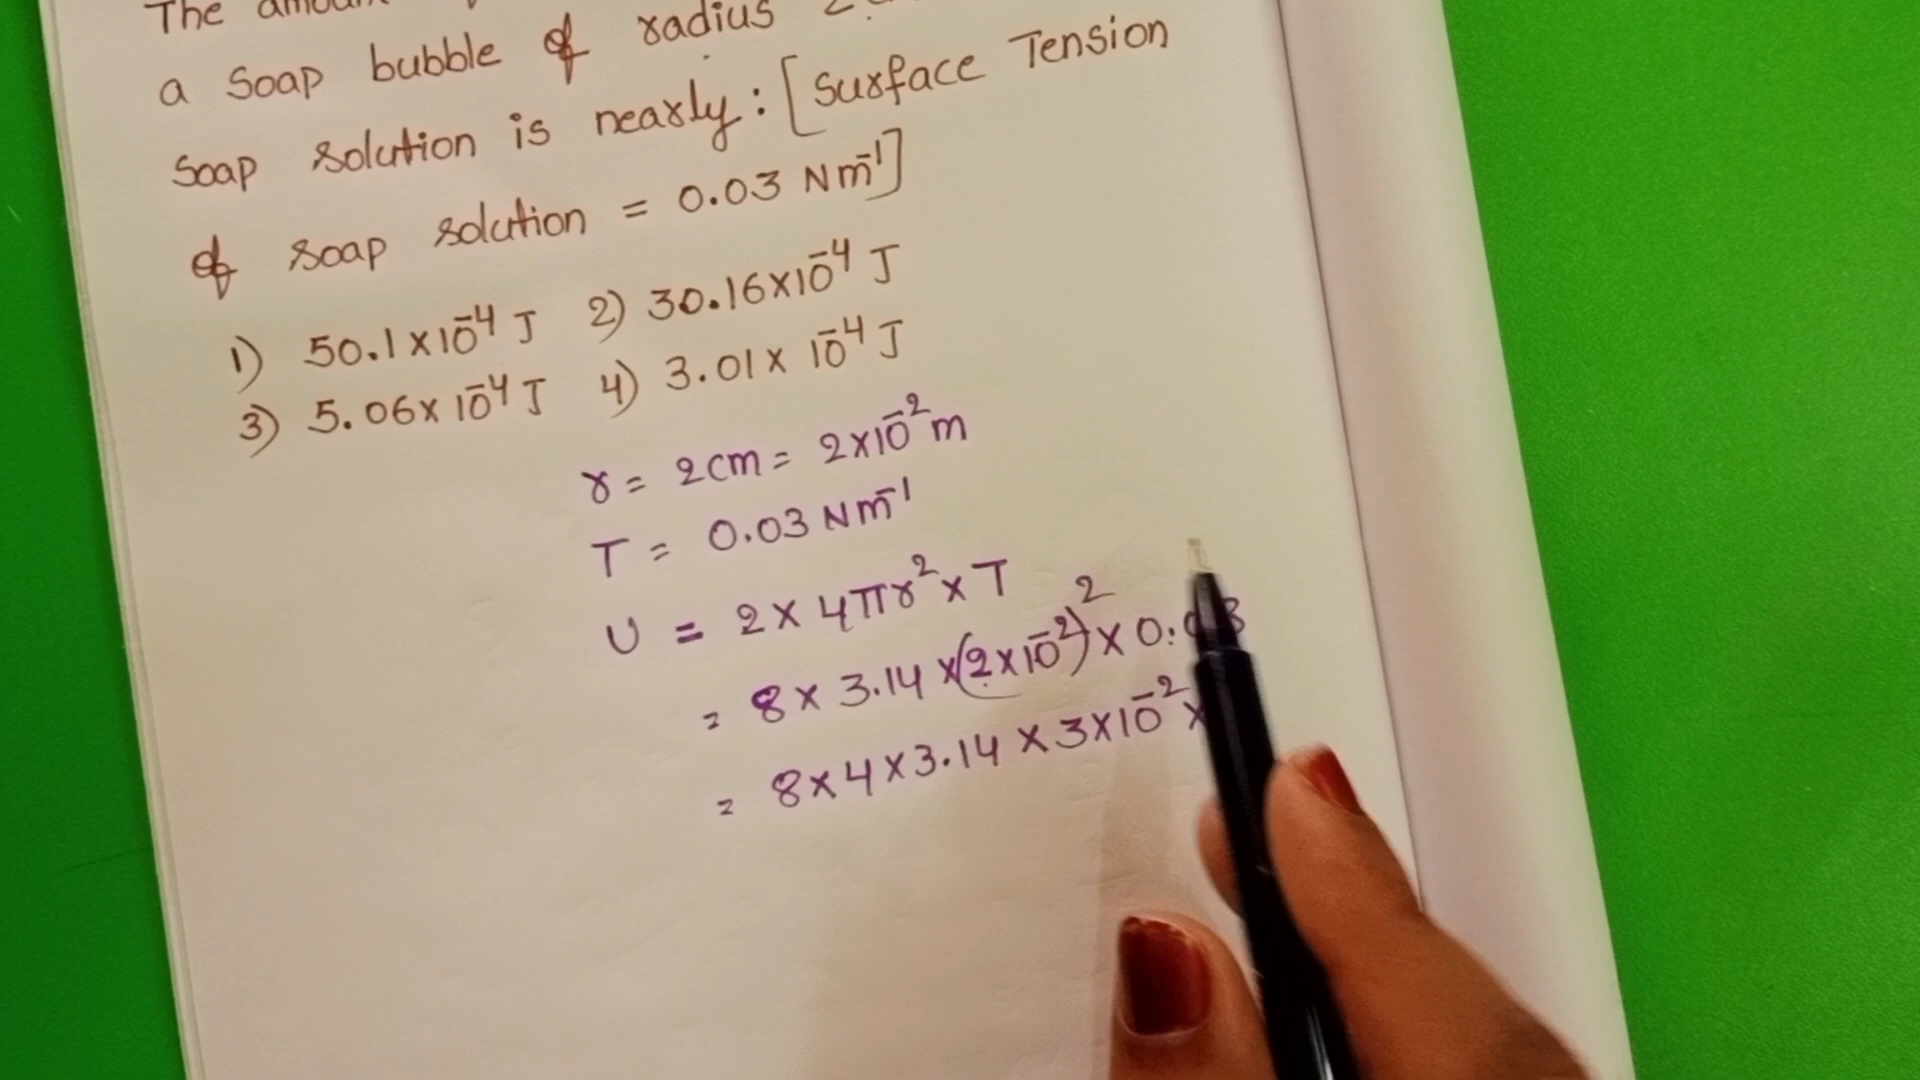 The
a soap bubble of radius
soap solution is nearly: [surface Tension
of soap solution = 0.03 Nm⁻¹]
1) 50.1×10⁻⁴ J 2) 30.16×10⁻⁴ J
3) 5.06×10⁻⁴ J 4) 3.01× 10⁻⁴ J
r = 2cm = 2×10⁻² m
T = 0.03 Nm⁻¹
U = 2× 4πr² × T
= 8× 3.14 ×(2×10⁻²)² ×
= 8×4×3.14 × 3×10⁻² ×